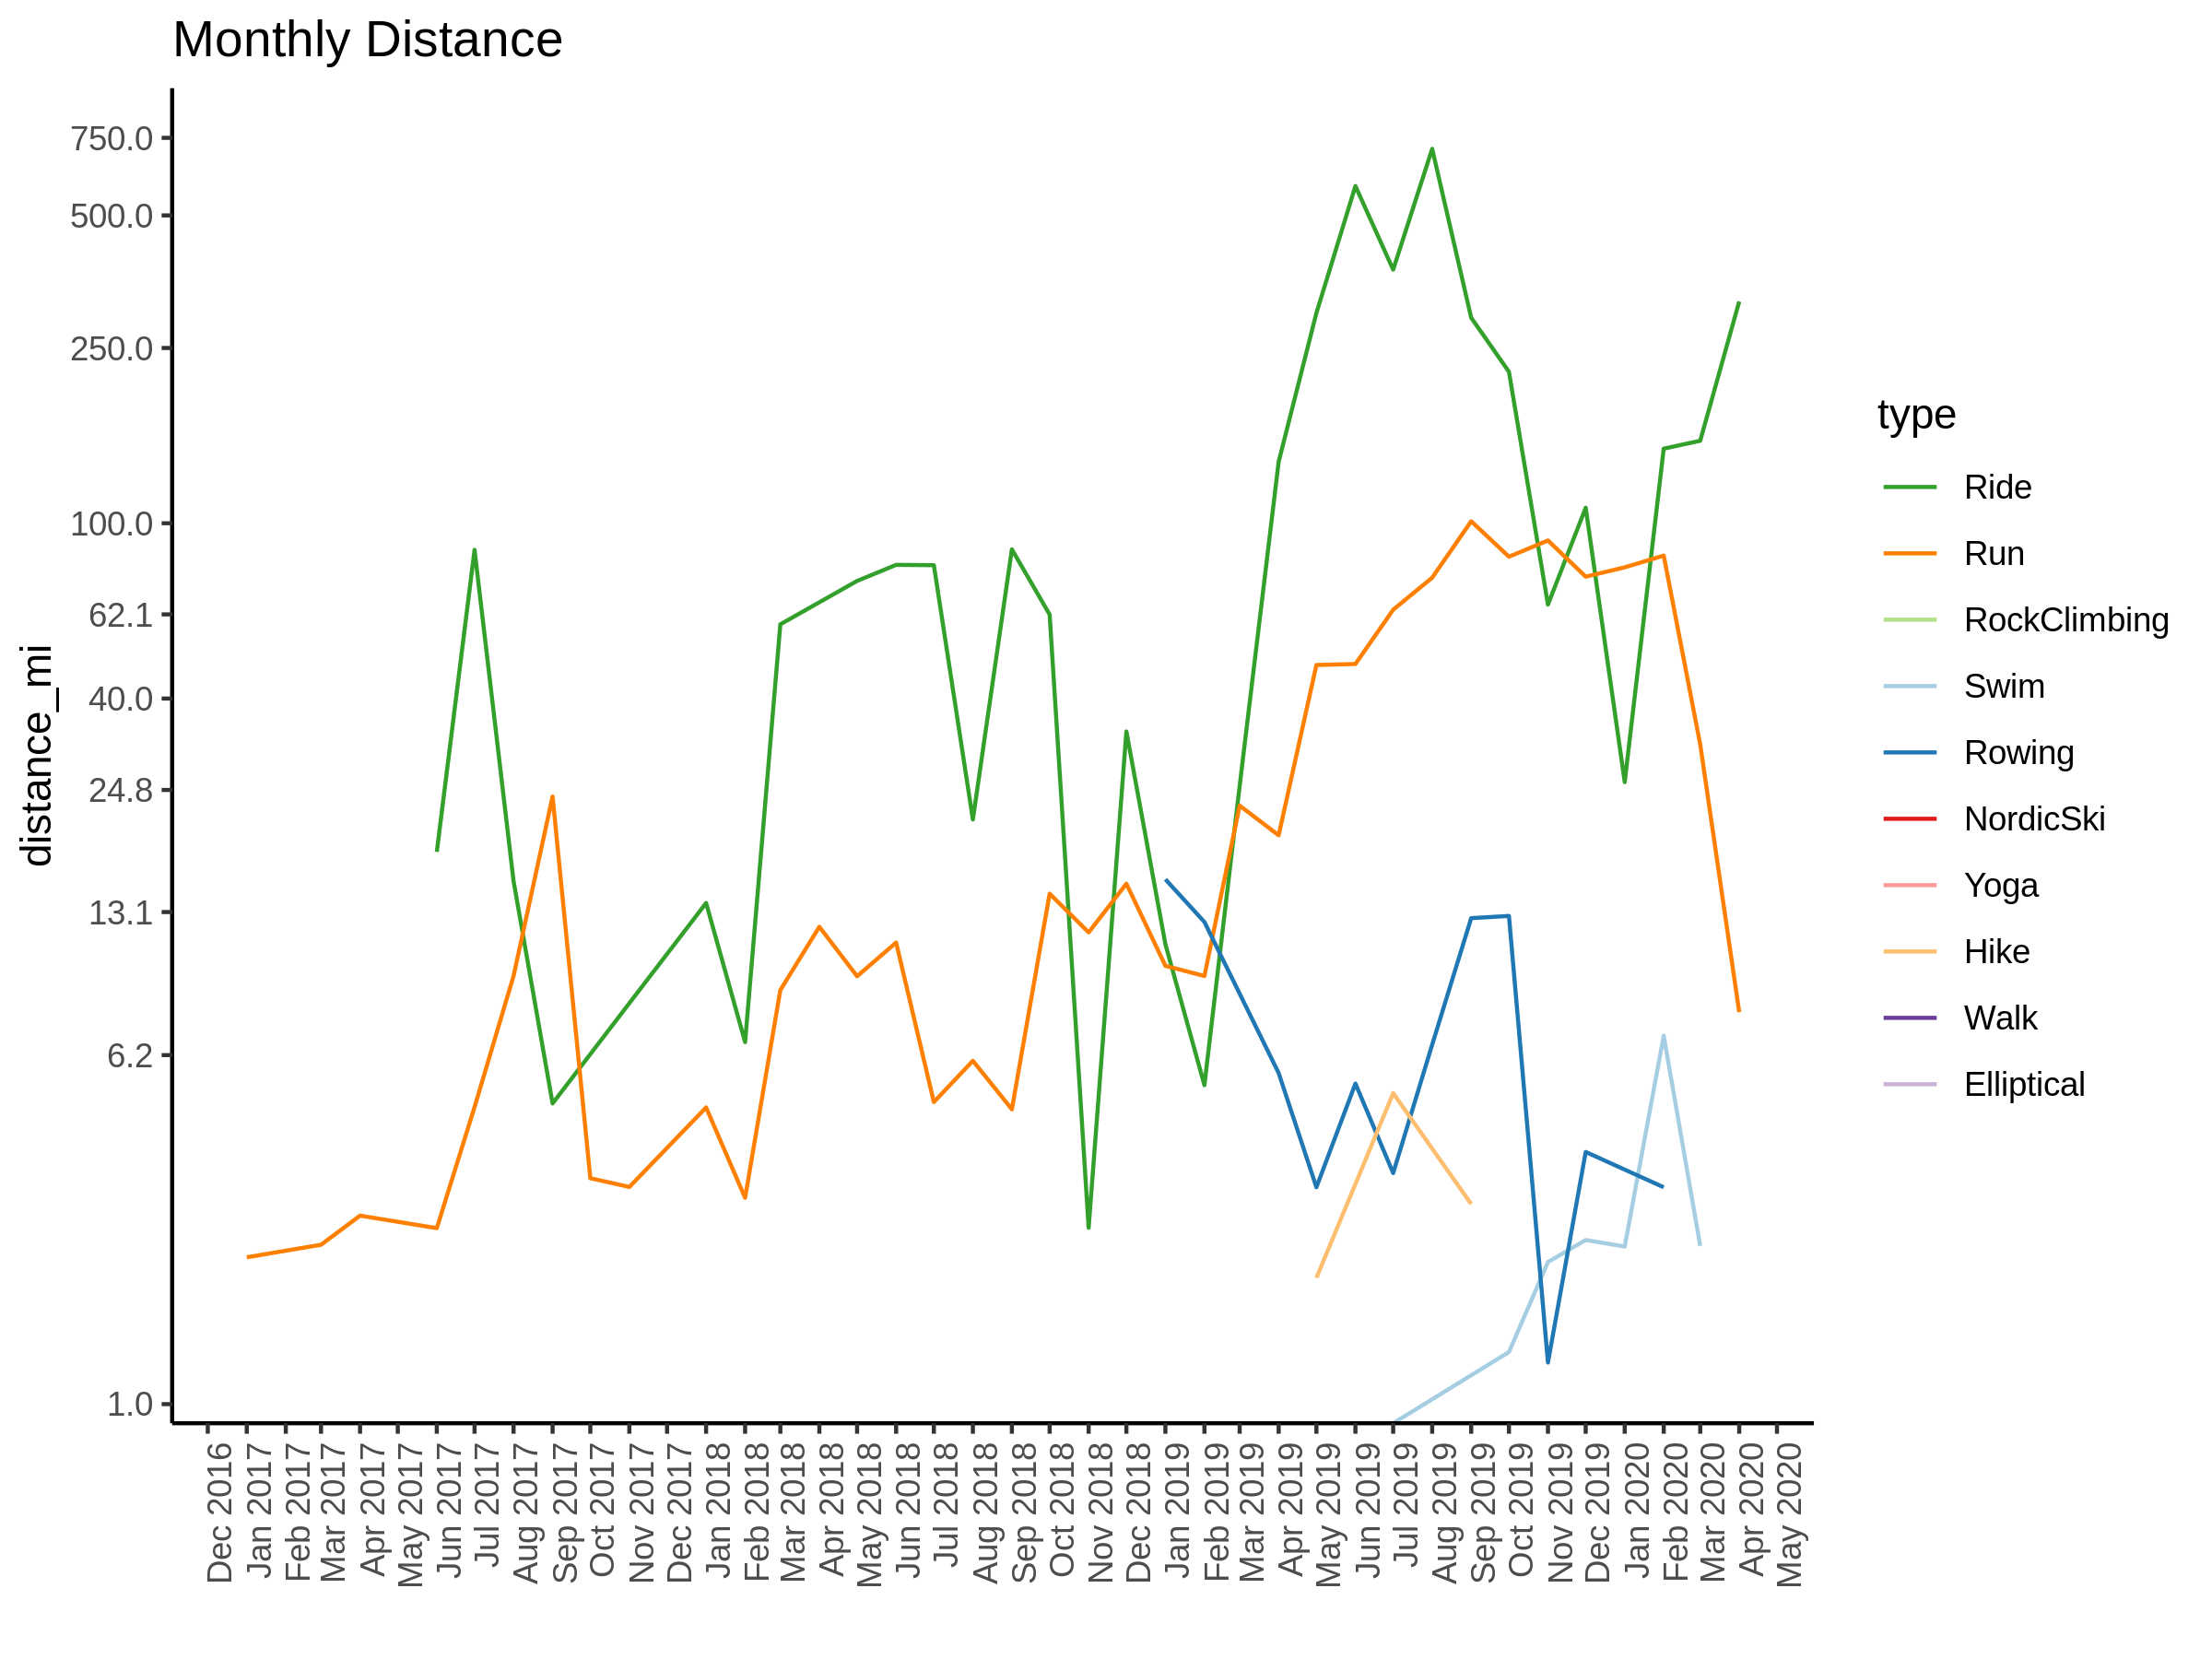 Monthly Distance
distance_mi
750.0
500.0
250.0
100.0
62.1
40.0
24.8
13.1
6.2
1.0
Dec 2016
Jan 2017
Feb 2017
Mar 2017
Apr 2017
May 2017
Jun 2017
Jul 2017
Aug 2017
Sep 2017
Oct 2017
Nov 2017
Dec 2017
Jan 2018
Feb 2018
Mar 2018
Apr 2018
May 2018
Jun 2018
Jul 2018
Aug 2018
Sep 2018
Oct 2018
Nov 2018
Dec 2018
Jan 2019
Feb 2019
Mar 2019
Apr 2019
May 2019
Jun 2019
Jul 2019
Aug 2019
Sep 2019
Oct 2019
Nov 2019
Dec 2019
Jan 2020
Feb 2020
Mar 2020
Apr 2020
May 2020
type
Ride
Run
RockClimbing
Swim
Rowing
NordicSki
Yoga
Hike
Walk
Elliptical